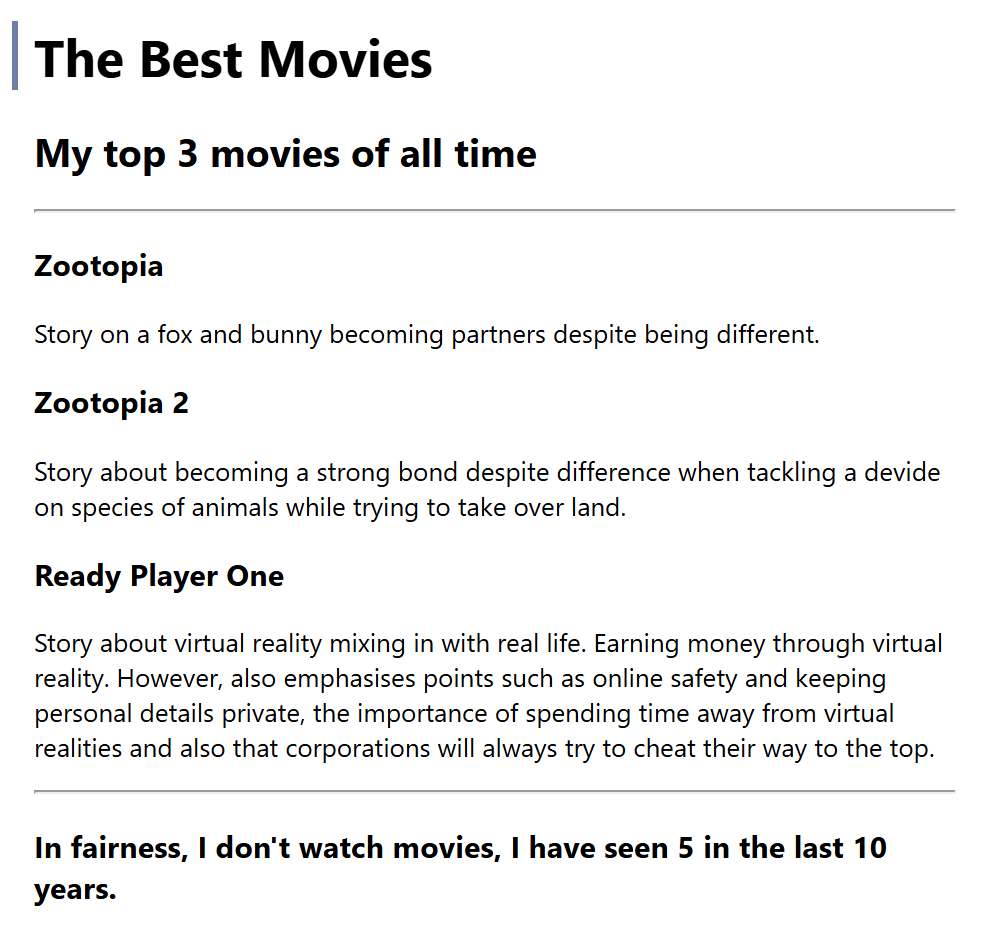 The Best Movies
My top 3 movies of all time
Zootopia
Story on a fox and bunny becoming partners despite being different.
Zootopia 2
Story about becoming a strong bond despite difference when tackling a devide
on species of animals while trying to take over land.
Ready Player One
Story about virtual reality mixing in with real life. Earning money through virtual
reality. However, also emphasises points such as online safety and keeping
personal details private, the importance of spending time away from virtual
realities and also that corporations will always try to cheat their way to the top.
In fairness, I don't watch movies, I have seen 5 in the last 10
years.